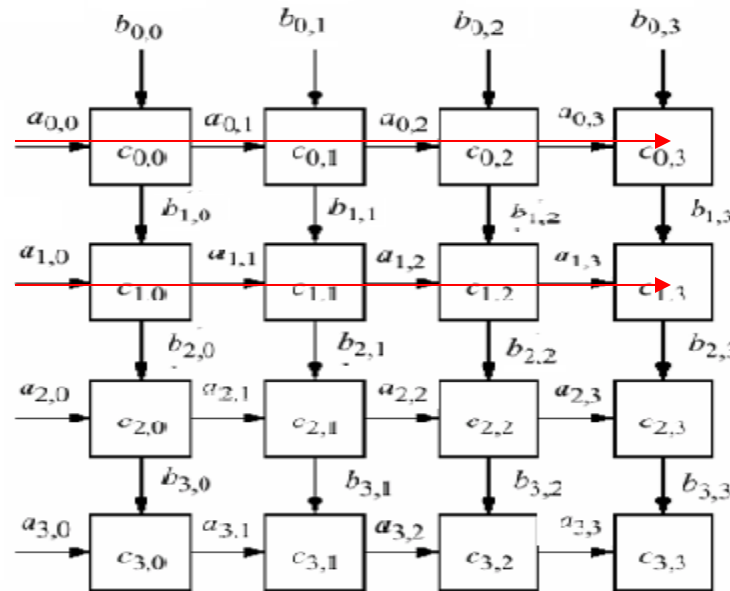 b0,0 b0,1 b0,2 b0,3
a0,0 a0,1 a0,2 a0,3
c0,0 c0,1 c0,2 c0,3
b1,0 b1,1 b1,2 b1,3
a1,0 a1,1 a1,2 a1,3
c1,0 c1,1 c1,2 c1,3
b2,0 b2,1 b2,2 b2,3
a2,0 a2,1 a2,2 a2,3
c2,0 c2,1 c2,2 c2,3
b3,0 b3,1 b3,2 b3,3
a3,0 a3,1 a3,2 a3,3
c3,0 c3,1 c3,2 c3,3